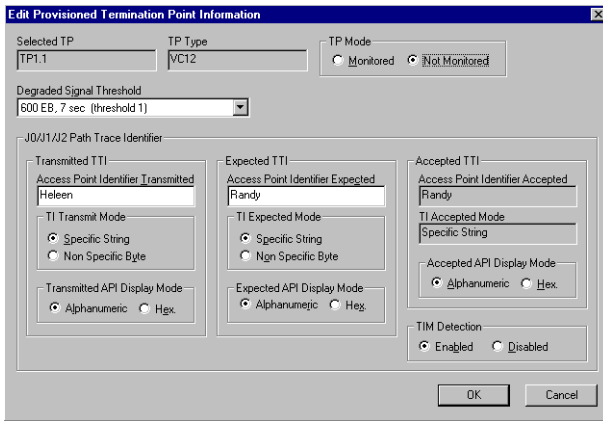 Edit Provisioned Termination Point Information
Selected TP
TP Type
TP Mode
TP1.1
VC12
Monitored
Not Monitored
Degraded Signal Threshold
600 EB, 7 sec (threshold 1)
J0/J1/J2 Path Trace Identifier
Transmitted TTI
Access Point Identifier Transmitted
Heleen
TI Transmit Mode
Specific String
Non Specific Byte
Transmitted API Display Mode
Alphanumeric
Hex.
Expected TTI
Access Point Identifier Expected
Randy
TI Expected Mode
Specific String
Non Specific Byte
Expected API Display Mode
Alphanumeric
Hex.
Accepted TTI
Access Point Identifier Accepted
Randy
TI Accepted Mode
Specific String
Accepted API Display Mode
Alphanumeric
Hex.
TIM Detection
Enabled
Disabled
OK
Cancel